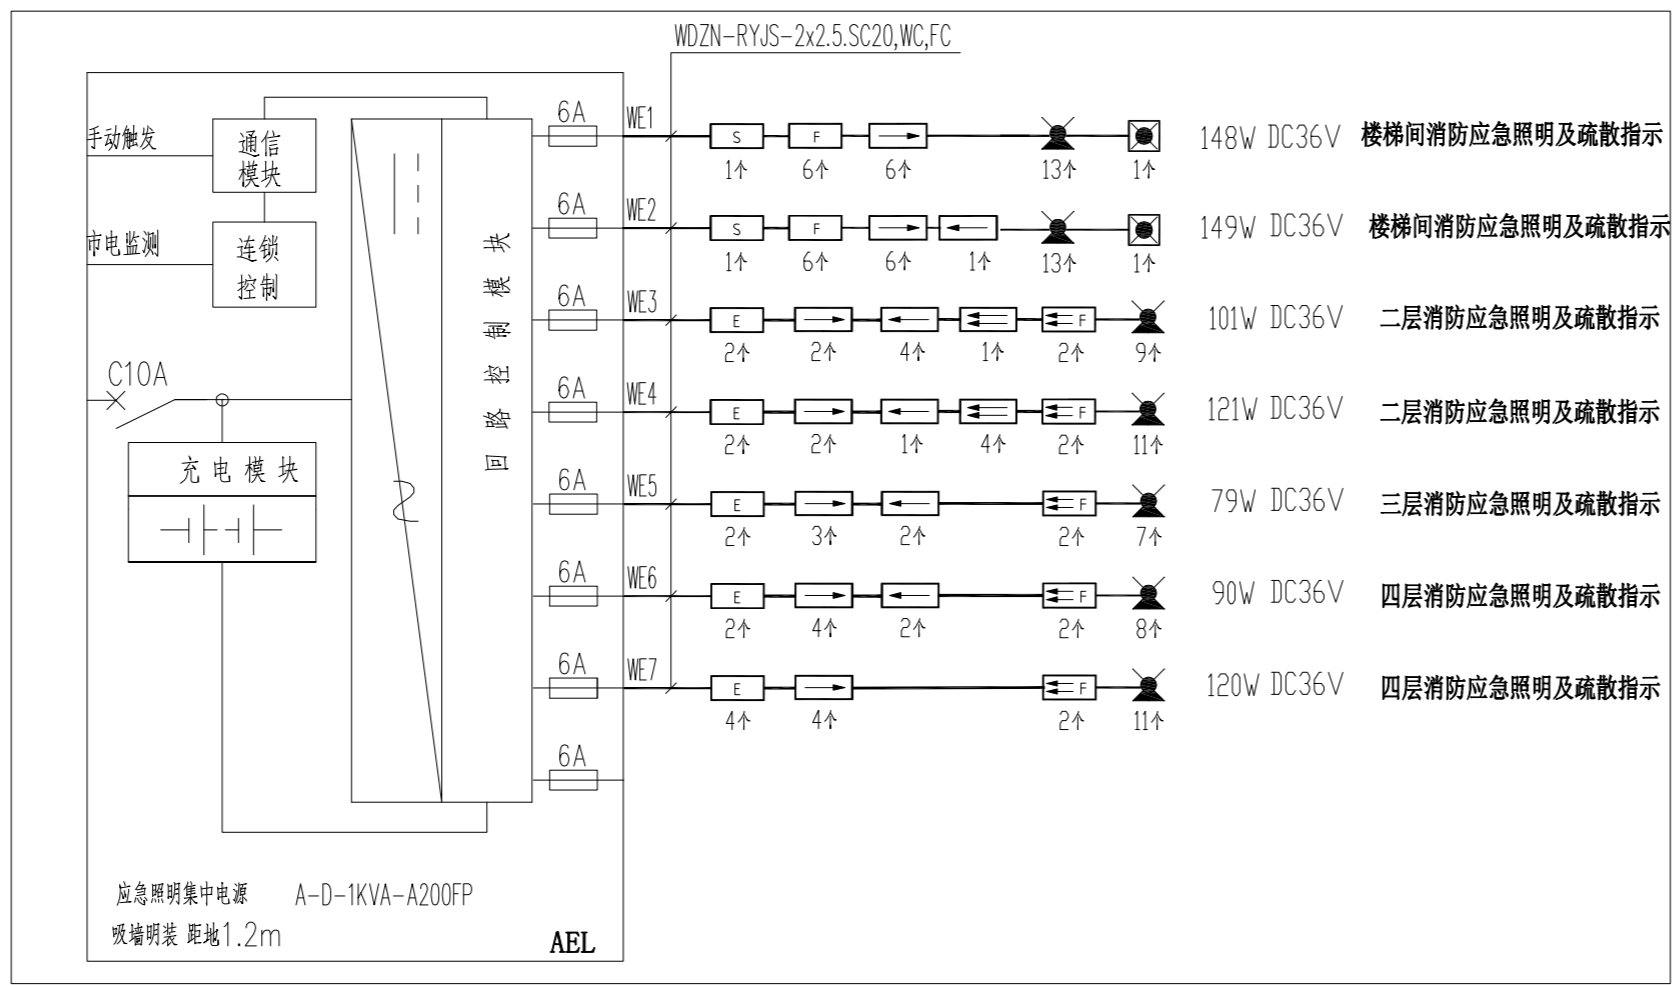 WDZN-RYJS-2x2.5.SC20,WC,FC
手动触发
通信
模块
市电监测
连锁
控制
C10A
充电模块
回路控制模块
应急照明集中电源 A-D-1KVA-A200FP
吸墙明装 距地1.2m
AEL
6A WE1 S F 148W DC36V 楼梯间消防应急照明及疏散指示
1个 6个 6个 13个 1个
6A WE2 S F 149W DC36V 楼梯间消防应急照明及疏散指示
1个 6个 6个 1个 13个 1个
6A WE3 E F 101W DC36V 二层消防应急照明及疏散指示
2个 2个 4个 1个 2个 9个
6A WE4 E F 121W DC36V 二层消防应急照明及疏散指示
2个 2个 1个 4个 2个 11个
6A WE5 E F 79W DC36V 三层消防应急照明及疏散指示
2个 3个 2个 2个 7个
6A WE6 E F 90W DC36V 四层消防应急照明及疏散指示
2个 4个 2个 2个 8个
6A WE7 E F 120W DC36V 四层消防应急照明及疏散指示
4个 4个 2个 11个
6A